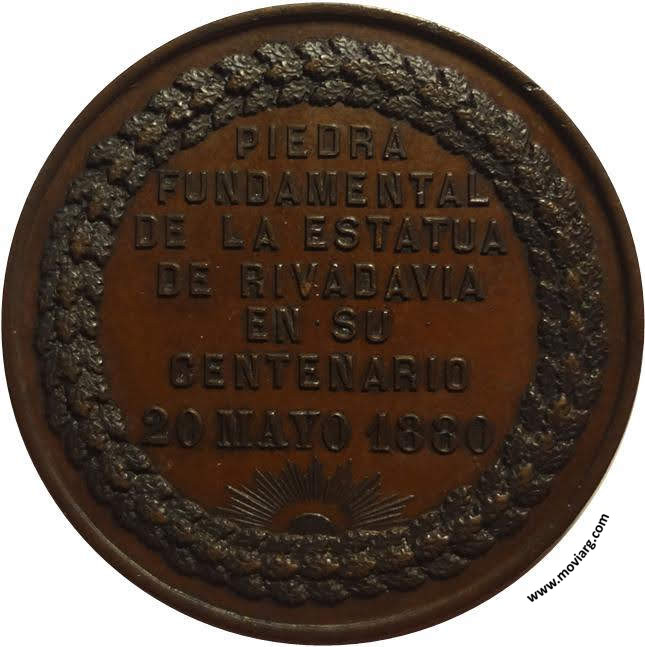 PIEDRA
FUNDAMENTAL
DE LA ESTATUA
DE RIVADAVIA
EN SU
CENTENARIO
20 MAYO 1880
www.moviarg.com